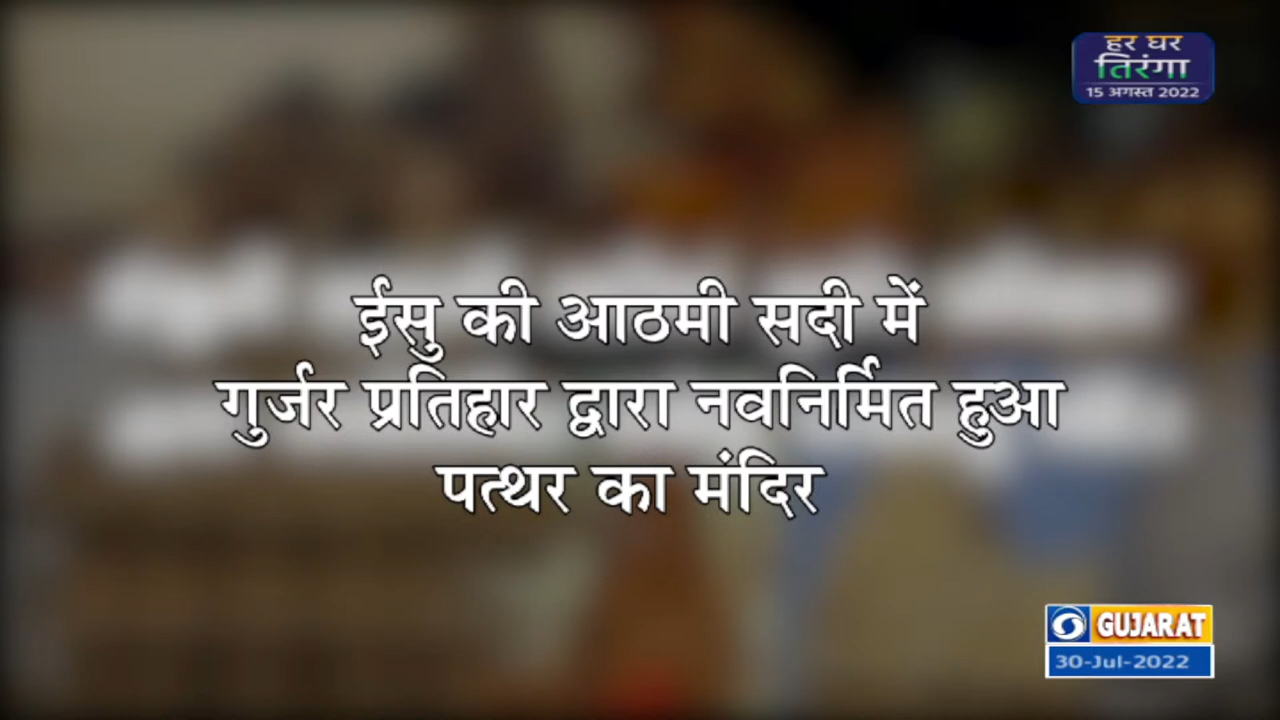 हर घर
तिरंगा
15 अगस्त 2022
ईसु की आठमी सदी में
गुर्जर प्रतिहार द्वारा नवनिर्मित हुआ
पत्थर का मंदिर
GUJARAT
30-Jul-2022